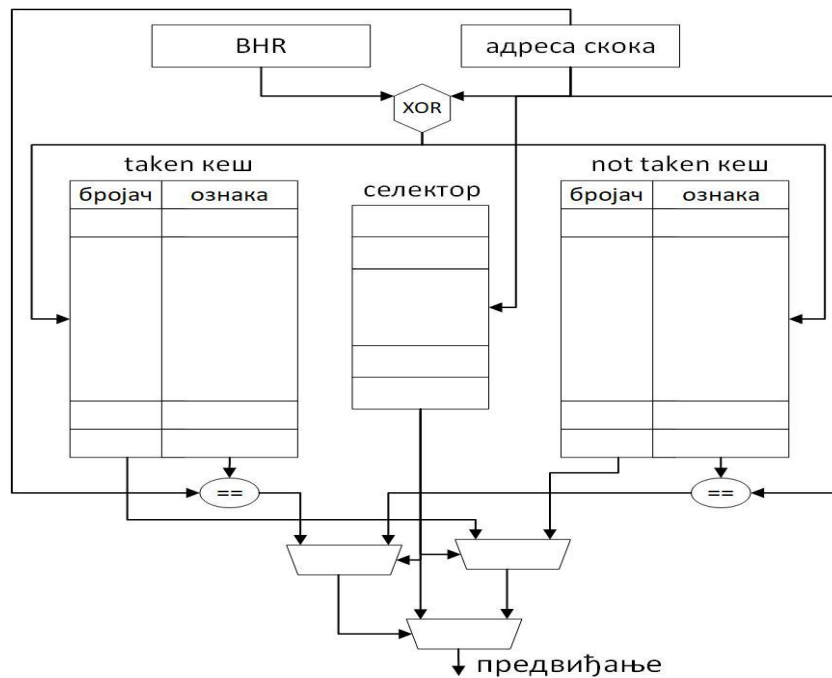 BHR
адреса скока
XOR
taken кеш
not taken кеш
селектор
бројач
ознака
бројач
ознака
==
==
предвиђање